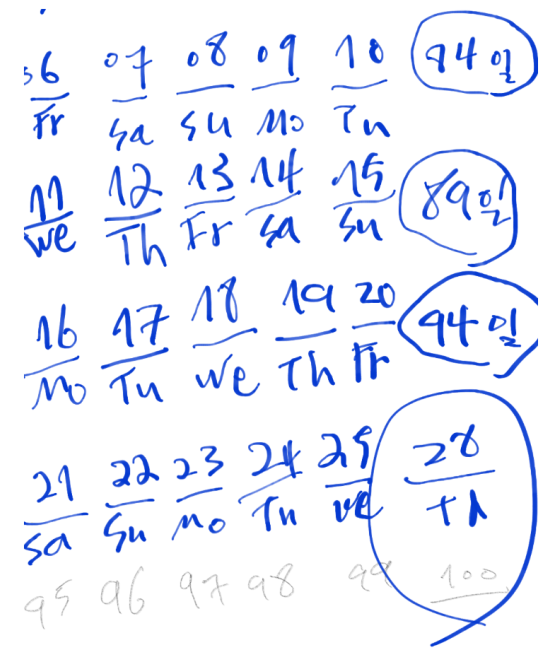 06 07 08 09 10 94일
Fr Sa Su Mo Tu
11 12 13 14 15 89일
We Th Fr Sa Su
16 17 18 19 20 94일
Mo Tu We Th Fr
21 22 23 24 25 28
Sa Su Mo Tu We Th
95 96 97 98 99 100